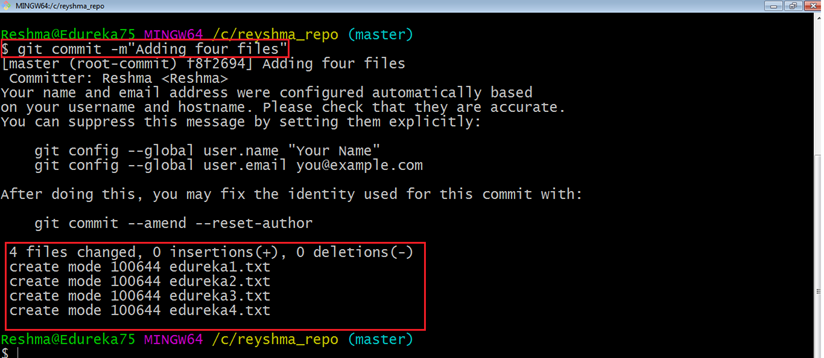 MINGW64:/c/reyshma_repo
Reshma@Edureka75 MINGW64 /c/reyshma_repo (master)
$ git commit -m"Adding four files"
[master (root-commit) f8f2694] Adding four files
 Committer: Reshma <Reshma>
Your name and email address were configured automatically based
on your username and hostname. Please check that they are accurate.
You can suppress this message by setting them explicitly:

    git config --global user.name "Your Name"
    git config --global user.email you@example.com

After doing this, you may fix the identity used for this commit with:

    git commit --amend --reset-author

 4 files changed, 0 insertions(+), 0 deletions(-)
 create mode 100644 edureka1.txt
 create mode 100644 edureka2.txt
 create mode 100644 edureka3.txt
 create mode 100644 edureka4.txt

Reshma@Edureka75 MINGW64 /c/reyshma_repo (master)
$